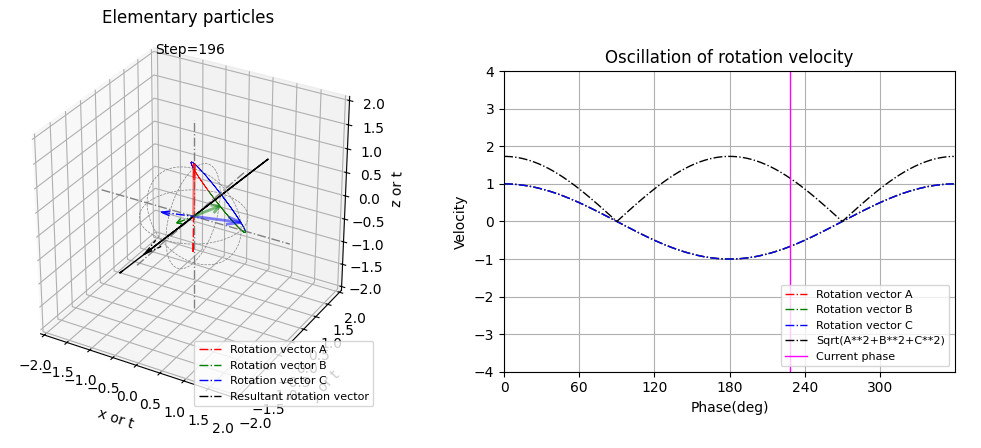 Elementary particles
Step=196
2.0
1.5
1.0
0.5
0.0
−0.5
−1.0
−1.5
−2.0
z or t
−2.0
−1.5
−1.0
−0.5
0.0
0.5
1.0
1.5
2.0
x or t
2.0
1.5
1.0
−1.5
−2.0
Rotation vector A
Rotation vector B
Rotation vector C
Resultant rotation vector
Oscillation of rotation velocity
4
3
2
1
0
−1
−2
−3
−4
Velocity
0
60
120
180
240
300
Phase(deg)
Rotation vector A
Rotation vector B
Rotation vector C
Sqrt(A**2+B**2+C**2)
Current phase